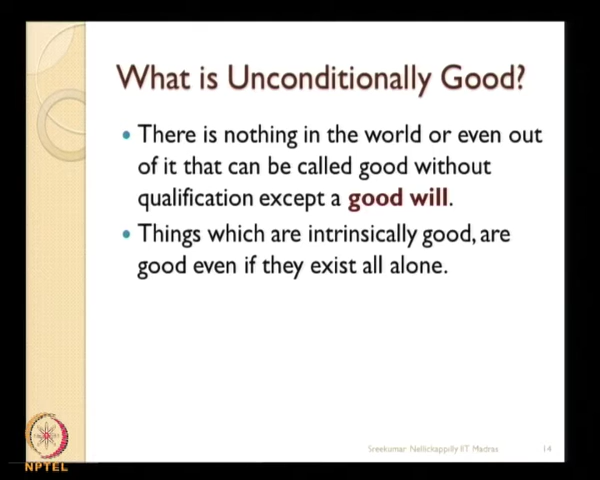 What is Unconditionally Good?
• There is nothing in the world or even out
of it that can be called good without
qualification except a good will.
• Things which are intrinsically good, are
good even if they exist all alone.
Sreekumar Nellickappilly IIT Madras
14
NPTEL